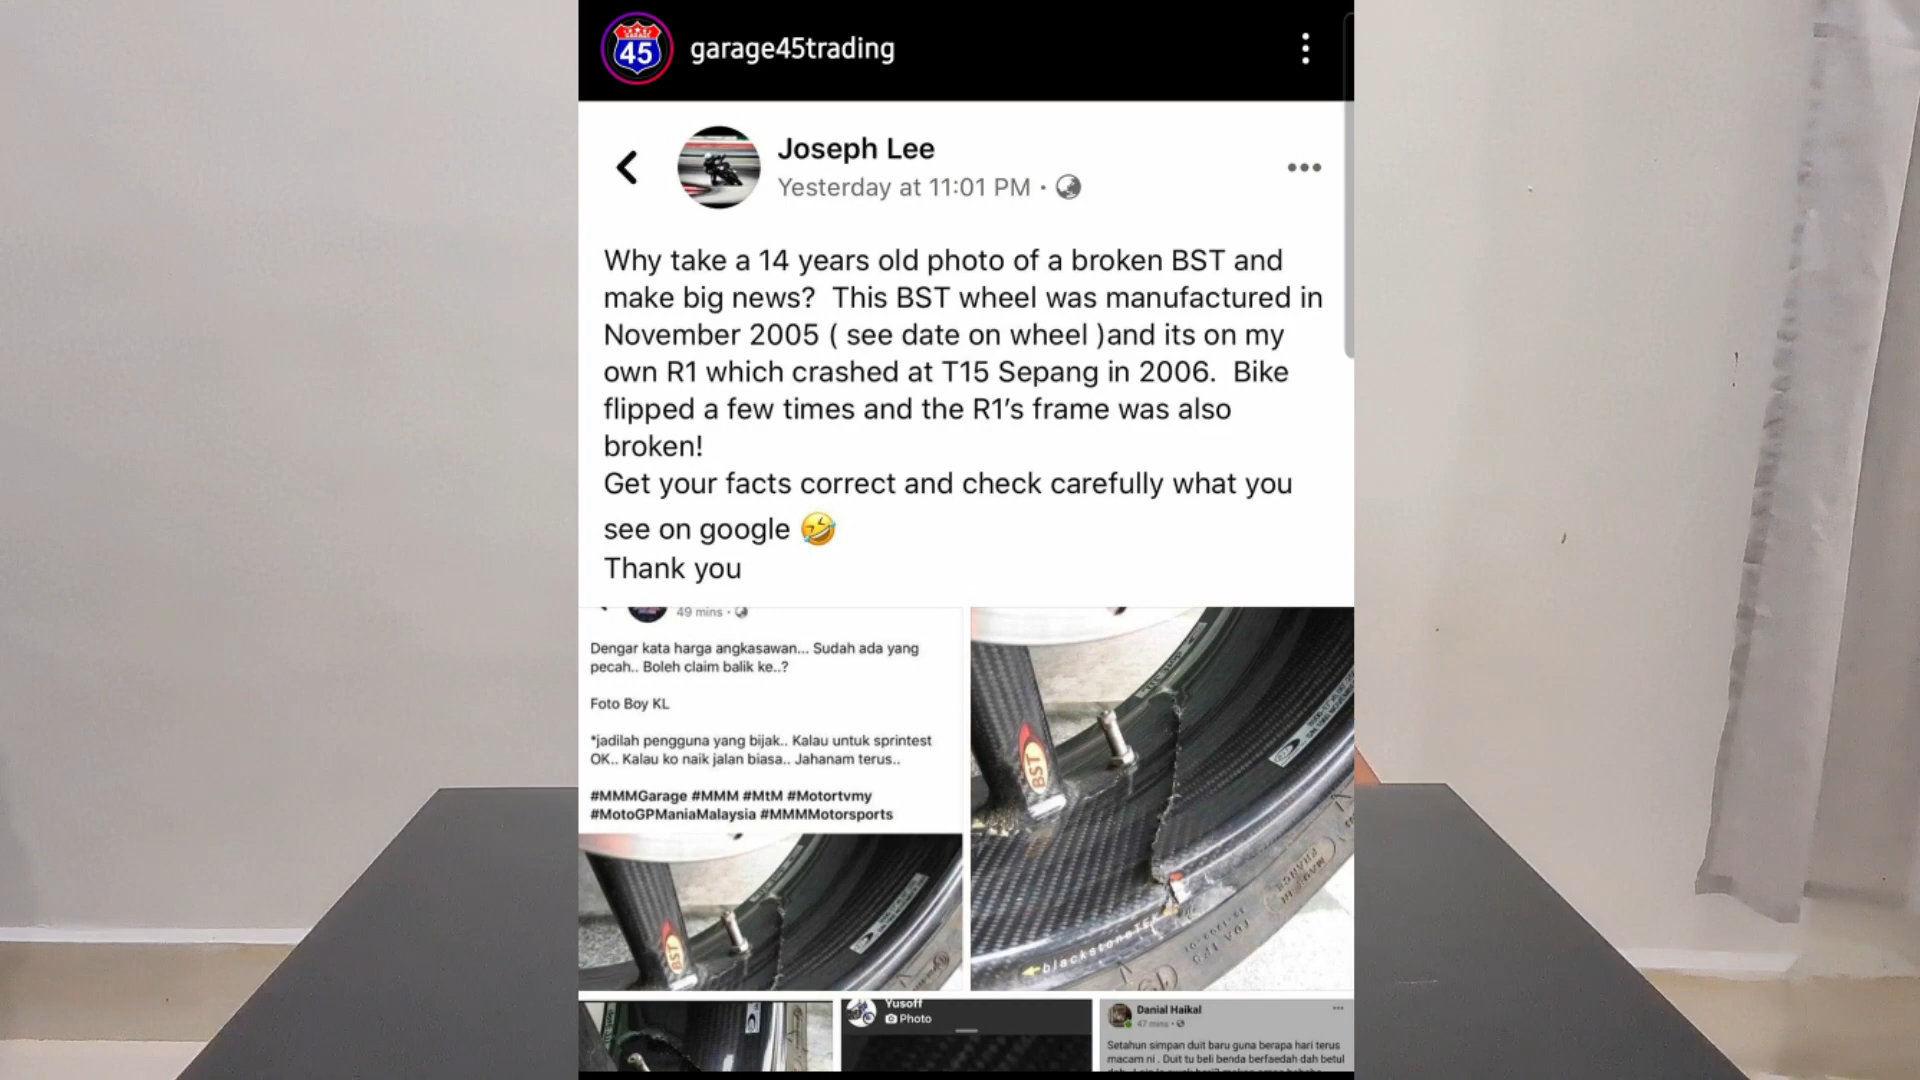 45
garage45trading
Joseph Lee
Yesterday at 11:01 PM
Why take a 14 years old photo of a broken BST and
make big news?  This BST wheel was manufactured in
November 2005 ( see date on wheel )and its on my
own R1 which crashed at T15 Sepang in 2006.  Bike
flipped a few times and the R1’s frame was also
broken!
Get your facts correct and check carefully what you
see on google 🤣
Thank you
49 mins
Dengar kata harga angkasawan... Sudah ada yang
pecah.. Boleh claim balik ke..?
Foto Boy KL
*jadilah pengguna yang bijak.. Kalau untuk sprintest
OK.. Kalau ko naik jalan biasa.. Jahanam terus..
#MMMGarage #MMM #MtM #Motortvmy
#MotoGPManiaMalaysia #MMMMotorsports
BST
BST
blackstoneTE
Yusoff
Photo
Danial Haikal
47 mins
Setahun simpan duit baru guna berapa hari terus
macam ni . Duit tu beli benda berfaedah dah betul